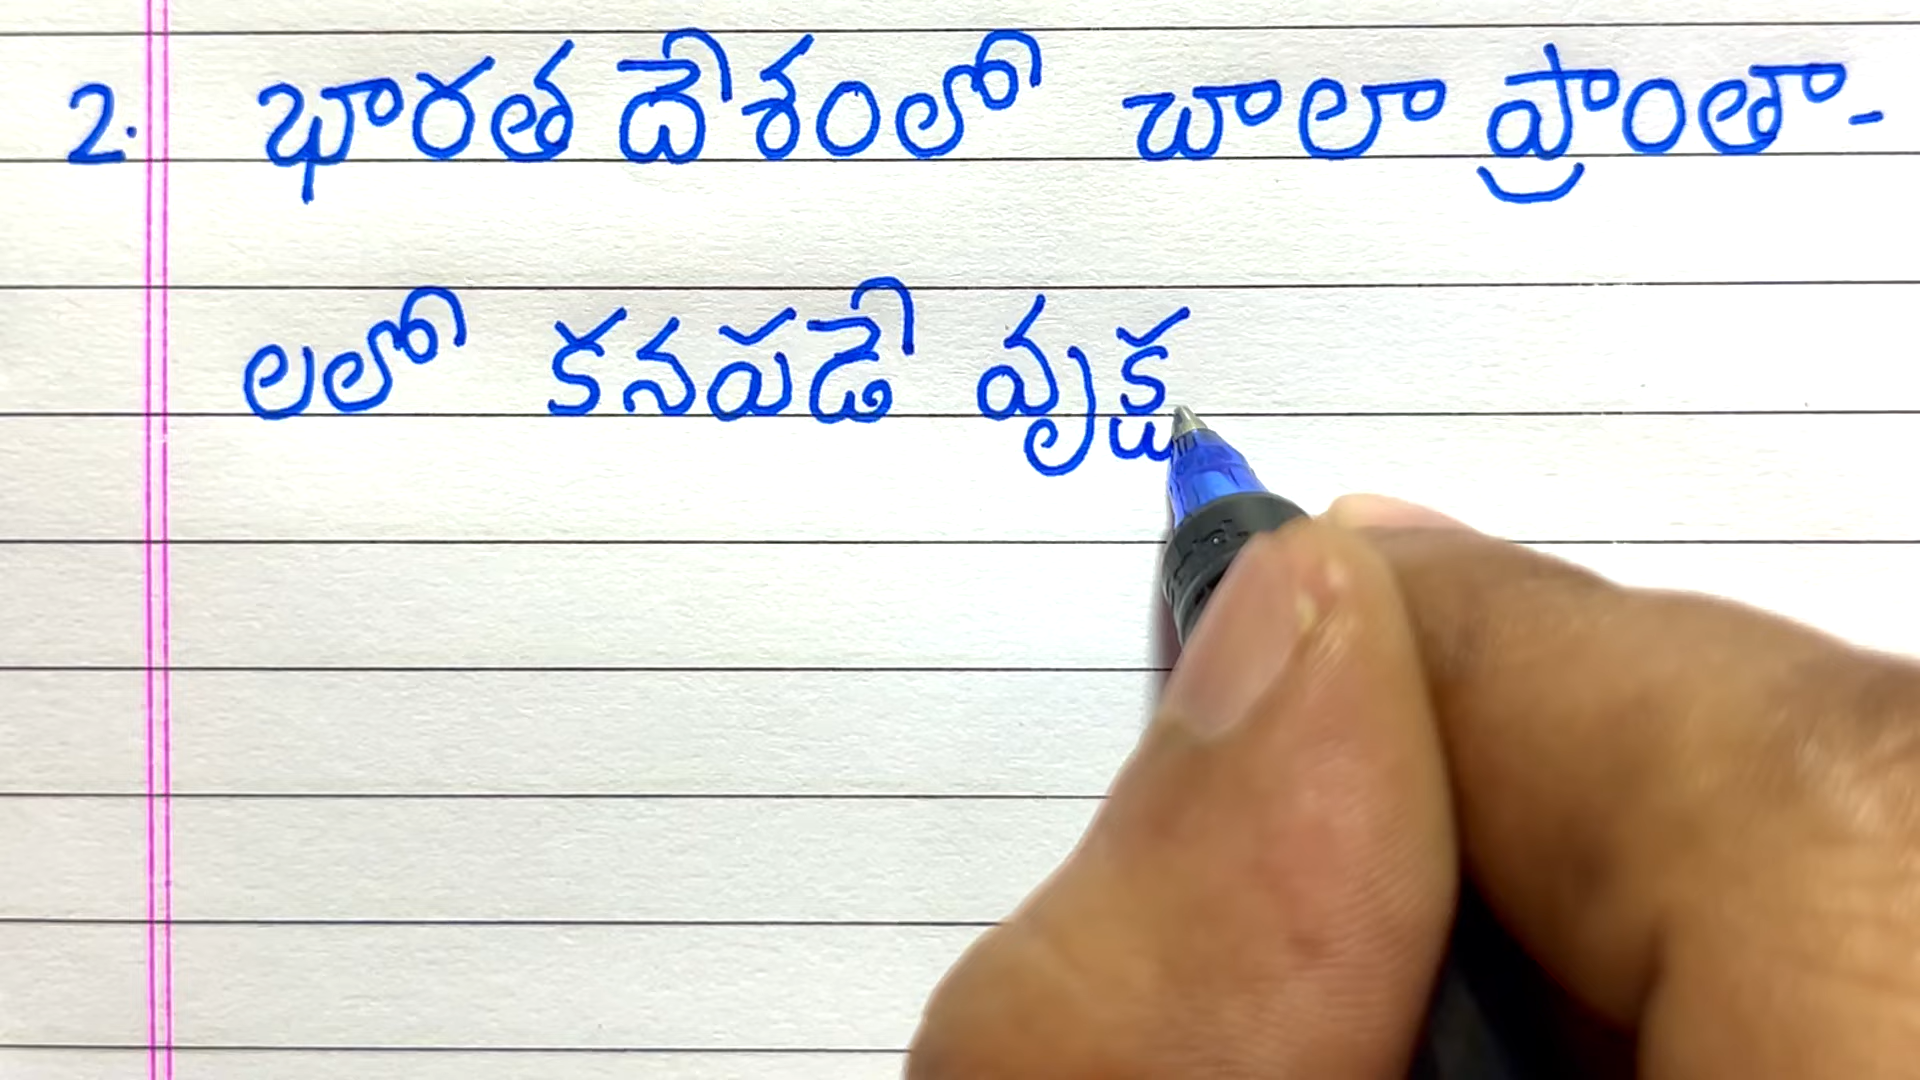 2. భారత దేశంలో చాలా ప్రాంతా-
లలో కనపడే వృక్ష